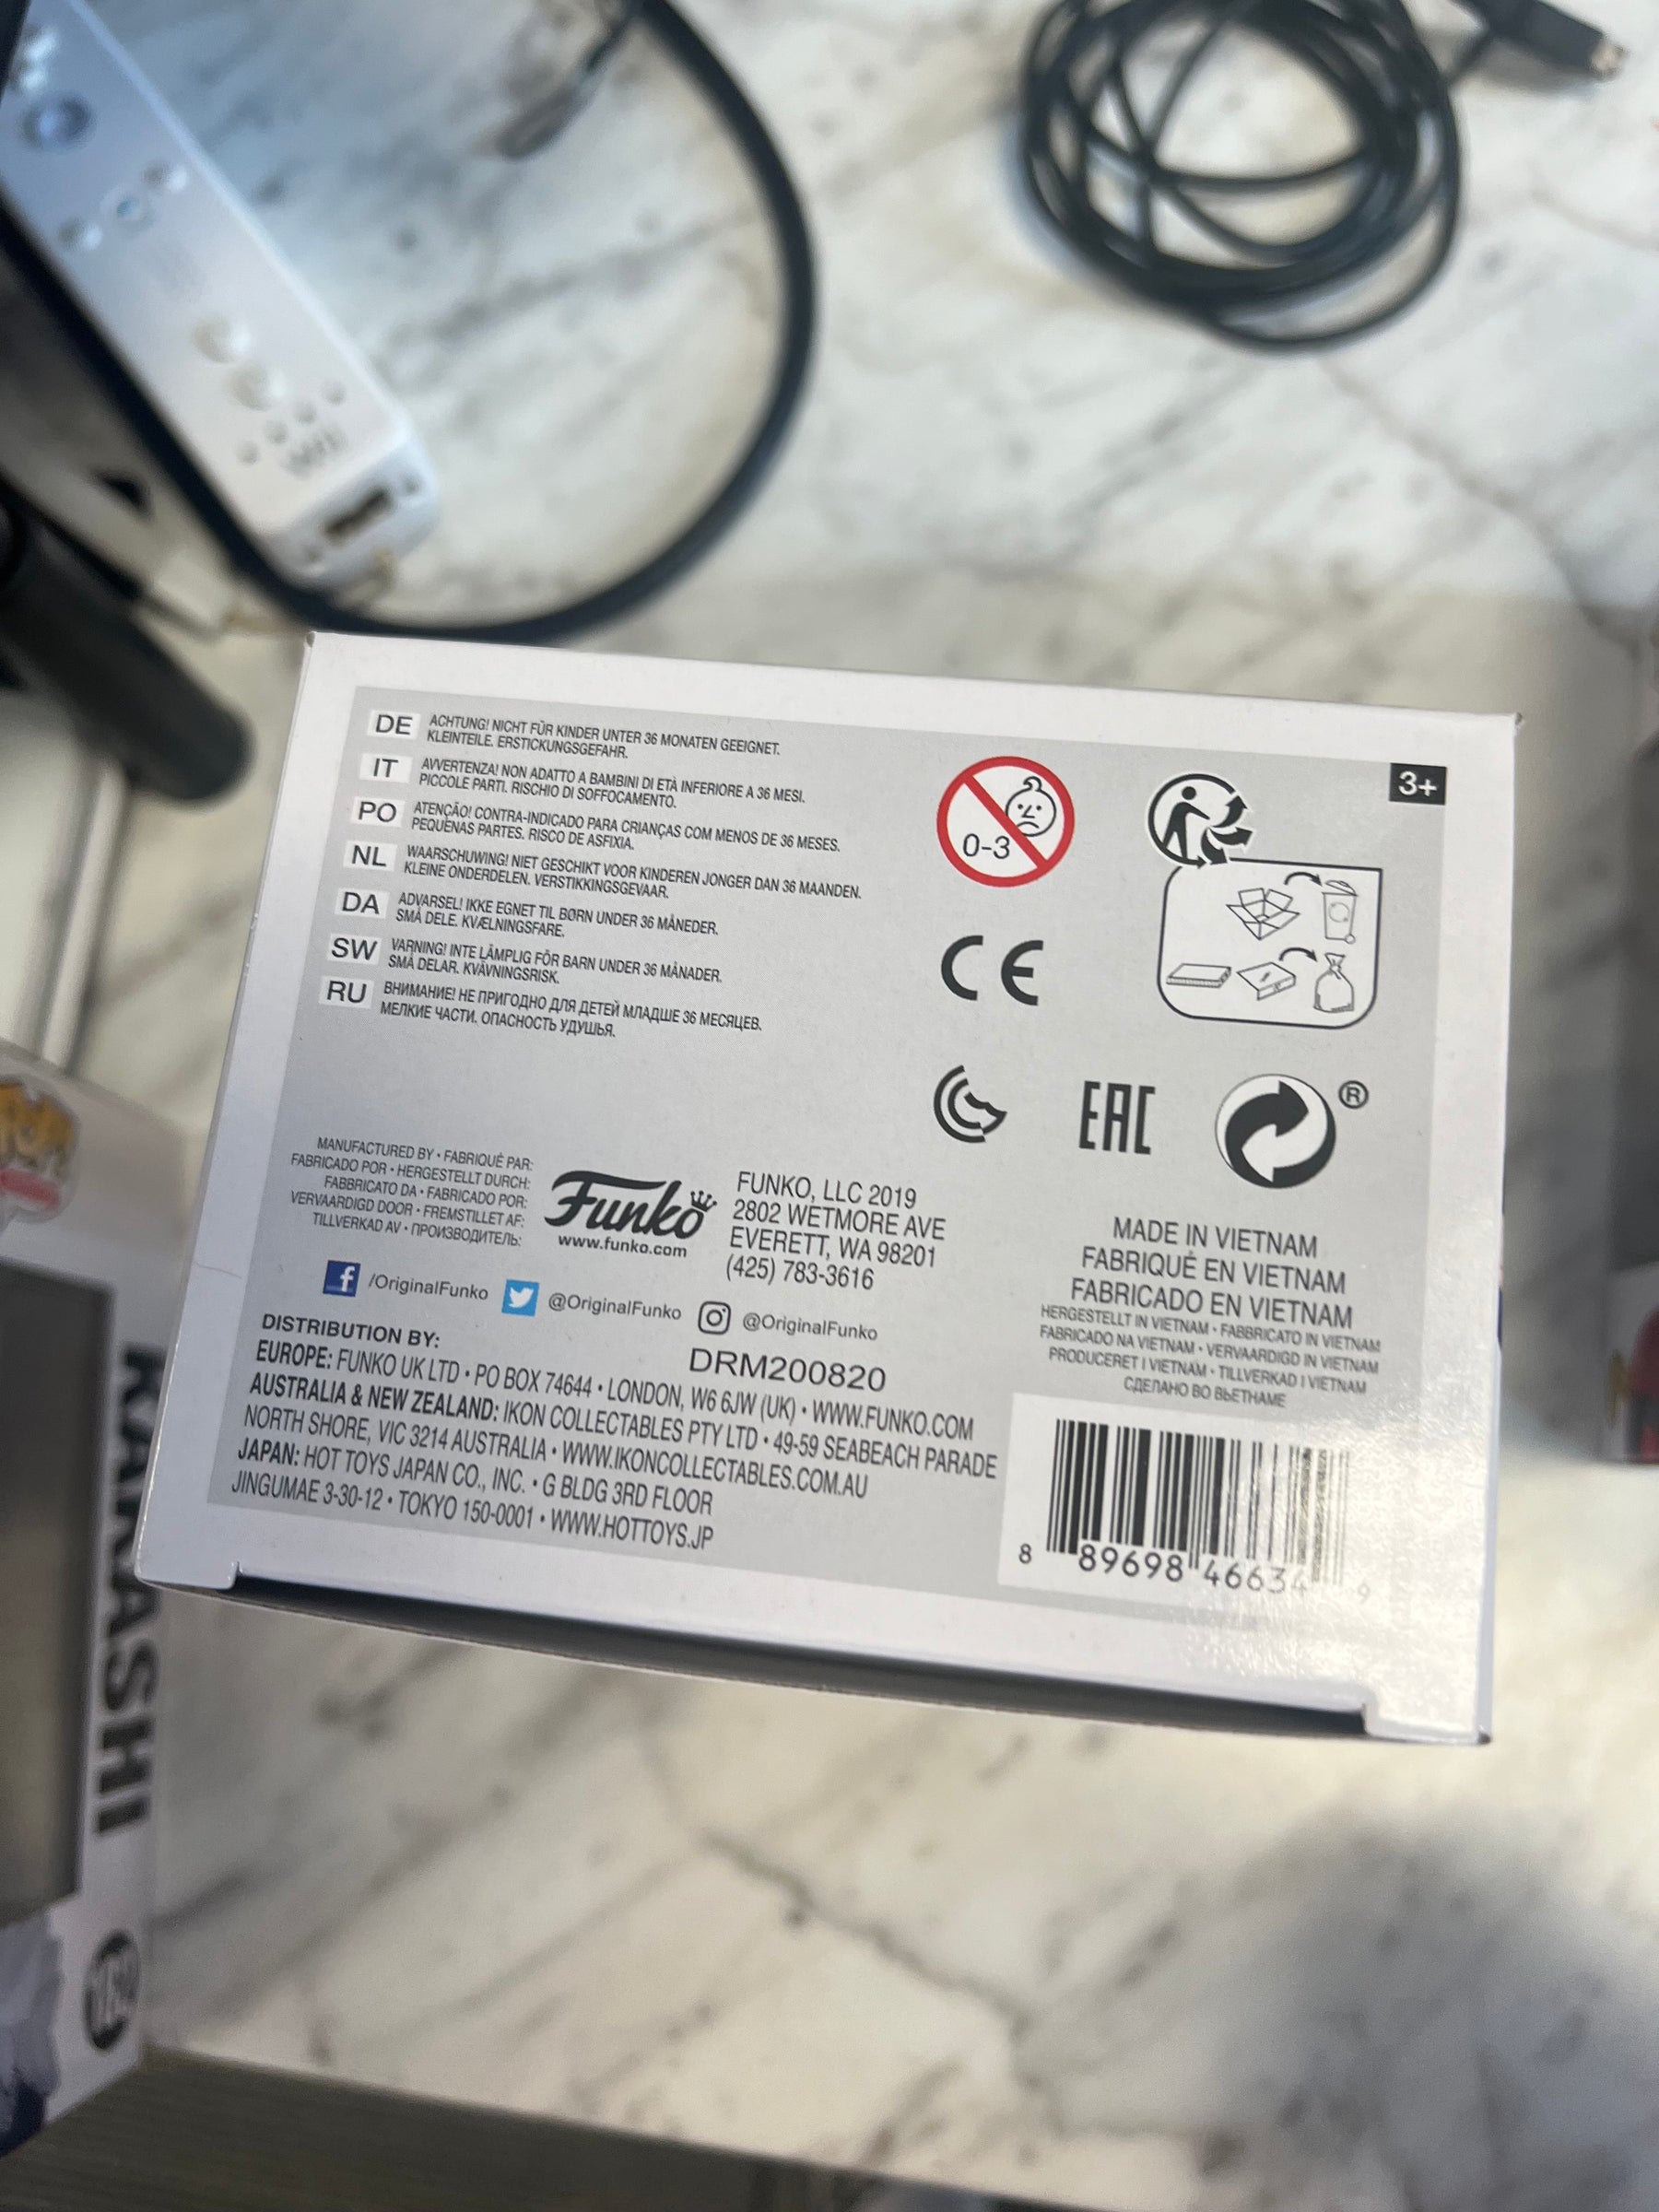 Wii
DE ACHTUNG! NICHT FÜR KINDER UNTER 36 MONATEN GEEIGNET.
KLEINTEILE. ERSTICKUNGSGEFAHR.
IT AVVERTENZA! NON ADATTO A BAMBINI DI ETÀ INFERIORE A 36 MESI.
PICCOLE PARTI. RISCHIO DI SOFFOCAMENTO.
PO ATENÇÃO! CONTRA-INDICADO PARA CRIANÇAS COM MENOS DE 36 MESES.
PEQUENAS PARTES. RISCO DE ASFIXIA.
NL WAARSCHUWING! NIET GESCHIKT VOOR KINDEREN JONGER DAN 36 MAANDEN.
KLEINE ONDERDELEN. VERSTIKKINGSGEVAAR.
DA ADVARSEL! IKKE EGNET TIL BØRN UNDER 36 MÅNEDER.
SMÅ DELE. KVÆLNINGSFARE.
SW VARNING! INTE LÄMPLIG FÖR BARN UNDER 36 MÅNADER.
SMÅ DELAR. KVÄVNINGSRISK.
RU ВНИМАНИЕ! НЕ ПРИГОДНО ДЛЯ ДЕТЕЙ МЛАДШЕ 36 МЕСЯЦЕВ.
МЕЛКИЕ ЧАСТИ. ОПАСНОСТЬ УДУШЬЯ.
0-3
3+
CE
EAC
®
MANUFACTURED BY • FABRIQUÉ PAR:
FABRICADO POR • HERGESTELLT DURCH:
FABBRICATO DA • FABRICADO POR:
VERVAARDIGD DOOR • FREMSTILLET AF:
TILLVERKAD AV • ПРОИЗВОДИТЕЛЬ:
Funko
www.funko.com
FUNKO, LLC 2019
2802 WETMORE AVE
EVERETT, WA 98201
(425) 783-3616
/OriginalFunko @OriginalFunko @OriginalFunko
DRM200820
DISTRIBUTION BY:
EUROPE: FUNKO UK LTD • PO BOX 74644 • LONDON, W6 6JW (UK) • WWW.FUNKO.COM
AUSTRALIA & NEW ZEALAND: IKON COLLECTABLES PTY LTD • 49-59 SEABEACH PARADE
NORTH SHORE, VIC 3214 AUSTRALIA • WWW.IKONCOLLECTABLES.COM.AU
JAPAN: HOT TOYS JAPAN CO., INC. • G BLDG 3RD FLOOR
JINGUMAE 3-30-12 • TOKYO 150-0001 • WWW.HOTTOYS.JP
MADE IN VIETNAM
FABRIQUÉ EN VIETNAM
FABRICADO EN VIETNAM
HERGESTELLT IN VIETNAM • FABBRICATO IN VIETNAM
FABRICADO NA VIETNAM • VERVAARDIGD IN VIETNAM
PRODUCERET I VIETNAM • TILLVERKAD I VIETNAM
СДЕЛАНО ВО ВЬЕТНАМЕ
8 89698 46634 9
KAKASHI
182